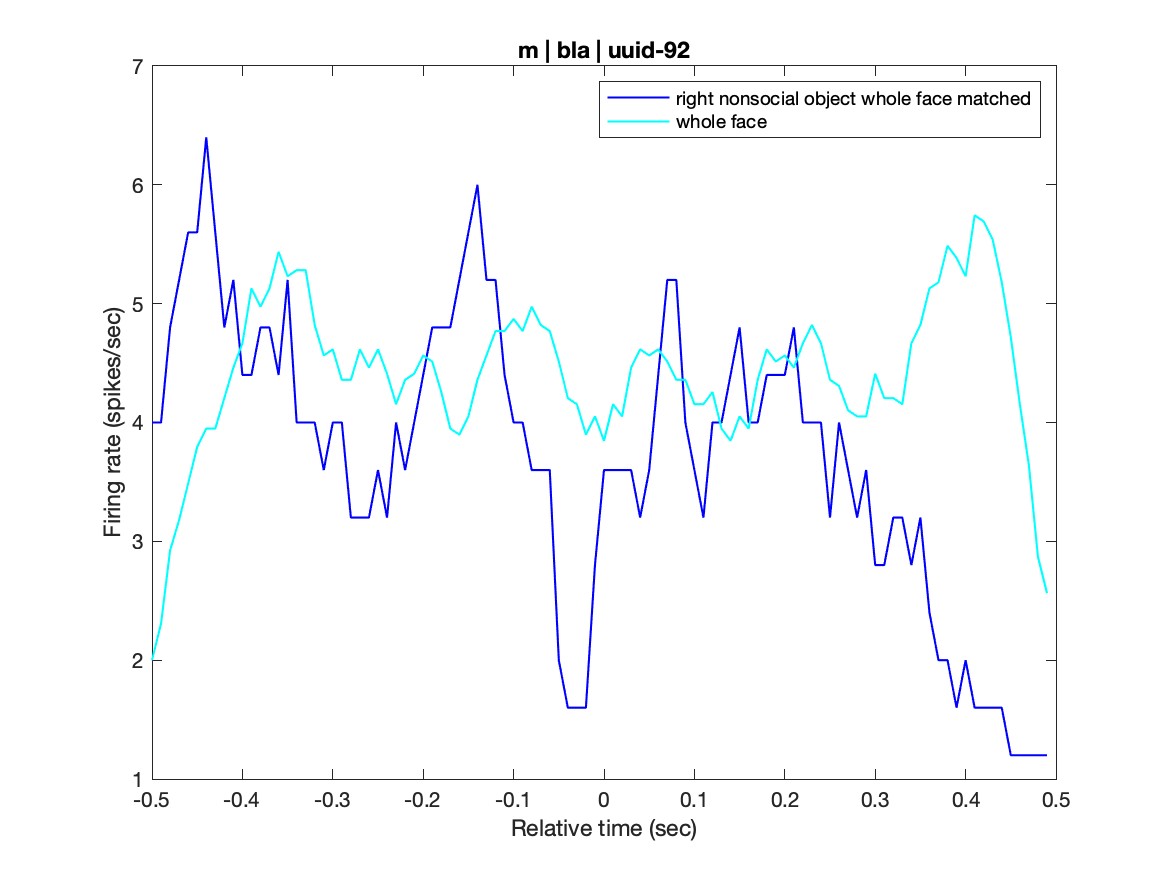 m | bla | uuid-92
right nonsocial object whole face matched
whole face
Firing rate (spikes/sec)
7
6
5
4
3
2
1
-0.5 -0.4 -0.3 -0.2 -0.1 0 0.1 0.2 0.3 0.4 0.5
Relative time (sec)